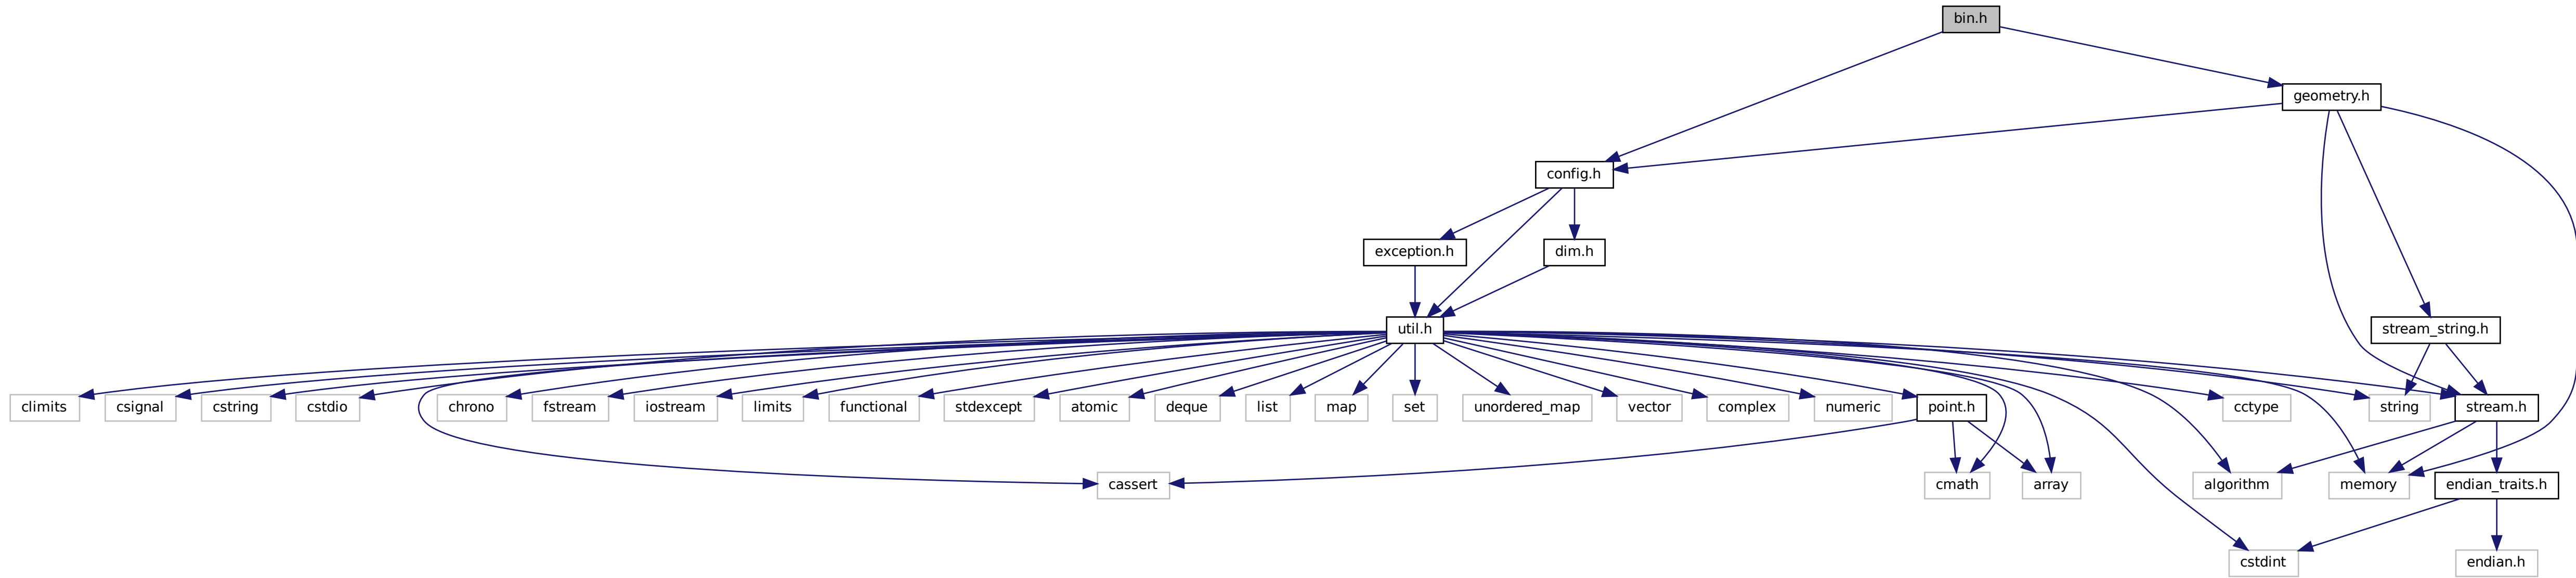 bin.h
geometry.h
config.h
exception.h
dim.h
util.h
stream_string.h
climits
csignal
cstring
cstdio
chrono
fstream
iostream
limits
functional
stdexcept
atomic
deque
list
map
set
unordered_map
vector
complex
numeric
point.h
cctype
string
stream.h
cassert
cmath
array
algorithm
memory
endian_traits.h
cstdint
endian.h